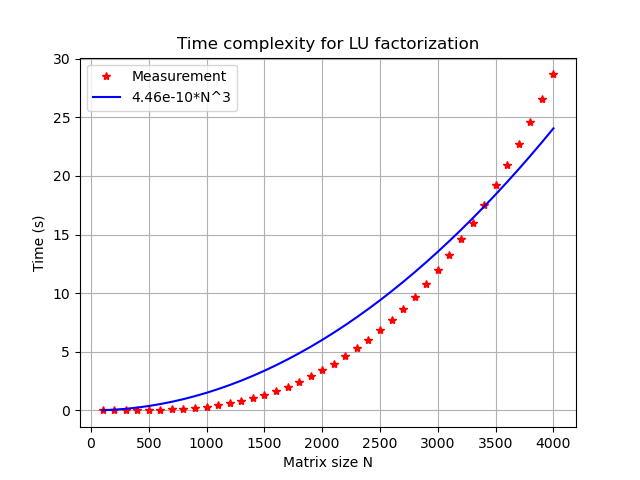 Time complexity for LU factorization
Measurement
4.46e-10*N^3
30
25
20
15
10
5
0
Time (s)
0 500 1000 1500 2000 2500 3000 3500 4000
Matrix size N